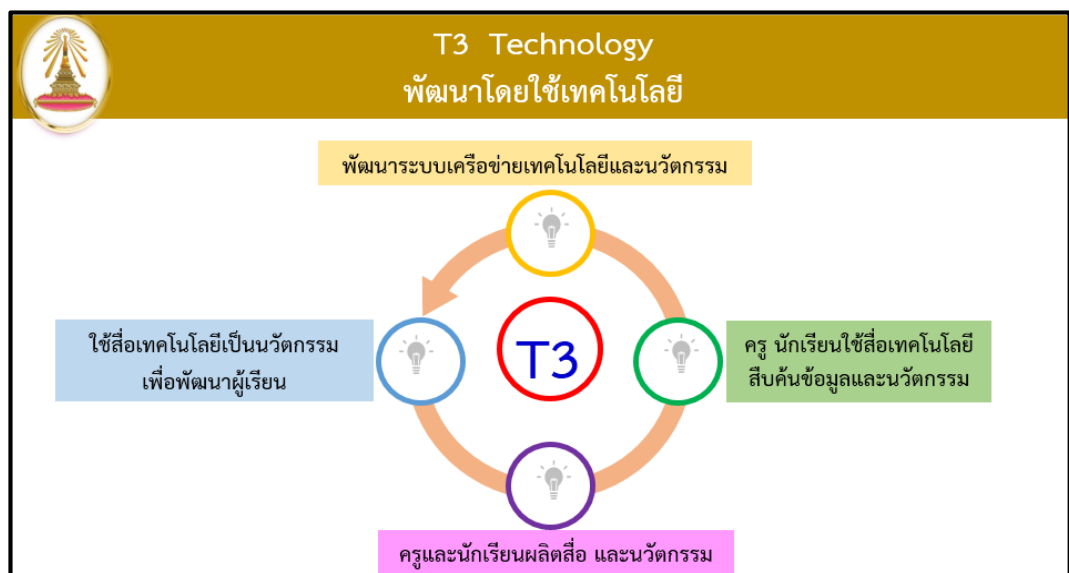 T3 Technology
พัฒนาโดยใช้เทคโนโลยี
พัฒนาระบบเครือข่ายเทคโนโลยีและนวัตกรรม
ใช้สื่อเทคโนโลยีเป็นนวัตกรรม
เพื่อพัฒนาผู้เรียน
T3
ครู นักเรียนใช้สื่อเทคโนโลยี
สืบค้นข้อมูลและนวัตกรรม
ครูและนักเรียนผลิตสื่อ และนวัตกรรม